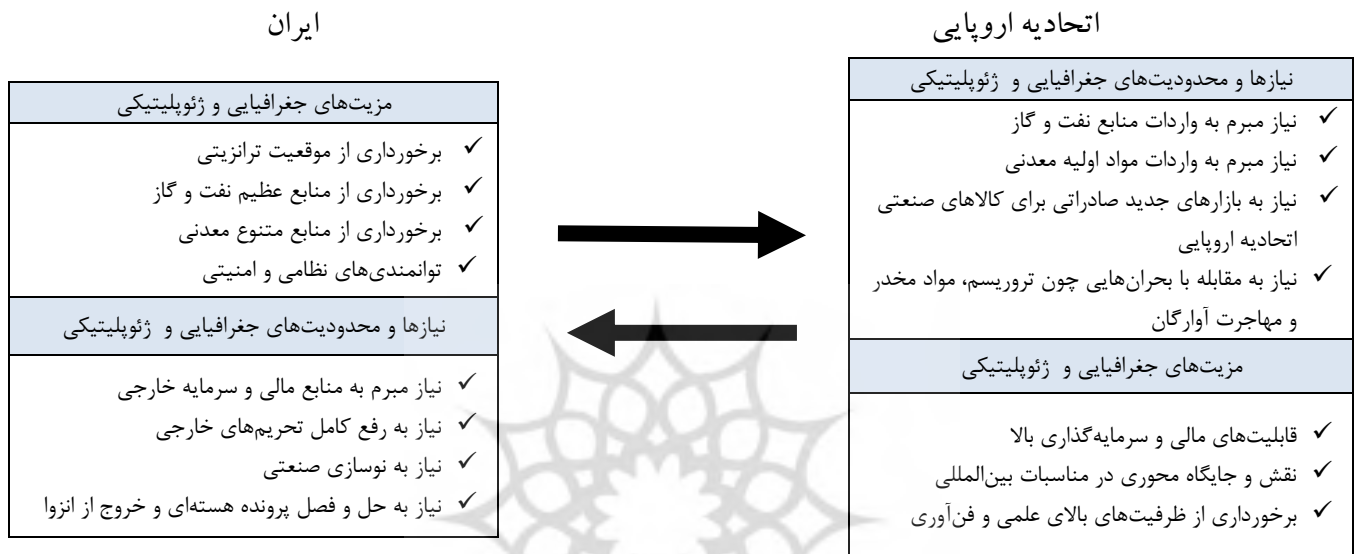 اتحادیه اروپایی
نیازها و محدودیت‌های جغرافیایی و ژئوپلیتیکی
✓ نیاز مبرم به واردات منابع نفت و گاز
✓ نیاز مبرم به واردات مواد اولیه معدنی
✓ نیاز به بازارهای جدید صادراتی برای کالاهای صنعتی
اتحادیه اروپایی
✓ نیاز به مقابله با بحران‌هایی چون تروریسم، مواد مخدر
و مهاجرت آوارگان
مزیت‌های جغرافیایی و ژئوپلیتیکی
✓ قابلیت‌های مالی و سرمایه‌گذاری بالا
✓ نقش و جایگاه محوری در مناسبات بین‌المللی
✓ برخورداری از ظرفیت‌های بالای علمی و فن‌آوری
ایران
مزیت‌های جغرافیایی و ژئوپلیتیکی
✓ برخورداری از موقعیت ترانزیتی
✓ برخورداری از منابع عظیم نفت و گاز
✓ برخورداری از منابع متنوع معدنی
✓ توانمندی‌های نظامی و امنیتی
نیازها و محدودیت‌های جغرافیایی و ژئوپلیتیکی
✓ نیاز مبرم به منابع مالی و سرمایه خارجی
✓ نیاز به رفع کامل تحریم‌های خارجی
✓ نیاز به نوسازی صنعتی
✓ نیاز به حل و فصل پرونده هسته‌ای و خروج از انزوا